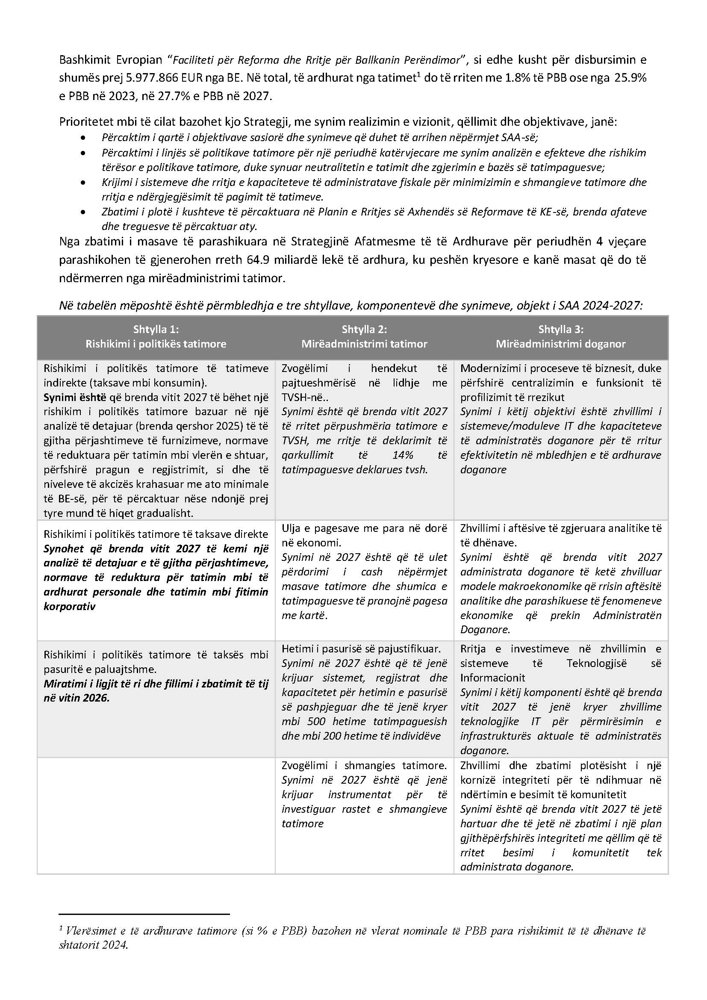 Bashkimit Evropian “Faciliteti për Reforma dhe Rritje për Ballkanin Perëndimor”, si edhe kusht për disbursimin e
shumës prej 5.977.866 EUR nga BE. Në total, të ardhurat nga tatimet1 do të rriten me 1.8% të PBB ose nga 25.9%
e PBB në 2023, në 27.7% e PBB në 2027.
Prioritetet mbi të cilat bazohet kjo Strategji, me synim realizimin e vizionit, qëllimit dhe objektivave, janë:
• Përcaktim i qartë i objektivave sasiorë dhe synimeve që duhet të arrihen nëpërmjet SAA-së;
• Përcaktimi i linjës së politikave tatimore për një periudhë katërvjecare me synim analizën e efekteve dhe rishikim
tërësor e politikave tatimore, duke synuar neutralitetin e tatimit dhe zgjerimin e bazës së tatimpaguesve;
• Krijimi i sistemeve dhe rritja e kapaciteteve të administratave fiskale për minimizimin e shmangieve tatimore dhe
rritja e ndërgjegjësimit të pagimit të tatimeve.
• Zbatimi i plotë i kushteve të përcaktuara në Planin e Rritjes së Axhendës së Reformave të KE-së, brenda afateve
dhe treguesve të përcaktuar aty.
Nga zbatimi i masave të parashikuara në Strategjinë Afatmesme të të Ardhurave për periudhën 4 vjeçare
parashikohen të gjenerohen rreth 64.9 miliardë lekë të ardhura, ku peshën kryesore e kanë masat që do të
ndërmerren nga mirëadministrimi tatimor.
Në tabelën mëposhtë është përmbledhja e tre shtyllave, komponentevë dhe synimeve, objekt i SAA 2024-2027:
Shtylla 1:
Rishikimi i politikës tatimore
Shtylla 2:
Mirëadministrimi tatimor
Shtylla 3:
Mirëadministrimi doganor
Rishikimi i politikës tatimore të tatimeve
indirekte (taksave mbi konsumin).
Synimi është që brenda vitit 2027 të bëhet një
rishikim i politikës tatimore bazuar në një
analizë të detajuar (brenda qershor 2025) të të
gjitha përjashtimeve të furnizimeve, normave
të reduktuara për tatimin mbi vlerën e shtuar,
përfshirë pragun e regjistrimit, si dhe të
niveleve të akcizës krahasuar me ato minimale
të BE-së, për të përcaktuar nëse ndonjë prej
tyre mund të hiqet gradualisht.
Zvogëlimi i hendekut të
pajtueshmërisë në lidhje me
TVSH-në..
Synimi është që brenda vitit 2027
të rritet përpushmëria tatimore e
TVSH, me rritje të deklarimit të
qarkullimit të 14% të
tatimpaguesve deklarues tvsh.
Modernizimi i proceseve të biznesit, duke
përfshirë centralizimin e funksionit të
profilizimit të rrezikut
Synimi i këtij objektivi është zhvillimi i
sistemeve/moduleve IT dhe kapaciteteve
të administratës doganore për të rritur
efektivitetin në mbledhjen e të ardhurave
doganore
Rishikimi i politikës tatimore të taksave direkte
Synohet që brenda vitit 2027 të kemi një
analizë të detajuar e të gjitha përjashtimeve,
normave të reduktura për tatimin mbi të
ardhurat personale dhe tatimin mbi fitimin
korporativ
Ulja e pagesave me para në dorë
në ekonomi.
Synimi në 2027 është që të ulet
përdorimi i cash nëpërmjet
masave tatimore dhe shumica e
tatimpaguesve të pranojnë pagesa
me kartë.
Zhvillimi i aftësive të zgjeruara analitike të
të dhënave.
Synimi është që brenda vitit 2027
administrata doganore të ketë zhvilluar
modele makroekonomike që rrisin aftësitë
analitike dhe parashikuese të fenomeneve
ekonomike që prekin Administratën
Doganore.
Rishikimi i politikës tatimore të taksës mbi
pasuritë e paluajtshme.
Miratimi i ligjit të ri dhe fillimi i zbatimit të tij
në vitin 2026.
Hetimi i pasurisë së pajustifikuar.
Synimi në 2027 është që të jenë
krijuar sistemet, regjistrat dhe
kapacitetet për hetimin e pasurisë
së pashpjeguar dhe të jenë kryer
mbi 500 hetime tatimpaguesish
dhe mbi 200 hetime të individëve
Rritja e investimeve në zhvillimin e
sistemeve të Teknologjisë së
Informacionit
Synimi i këtij komponenti është që brenda
vitit 2027 të jenë kryer zhvillime
teknologjike IT për përmirësimin e
infrastrukturës aktuale të administratës
doganore.
Zvogëlimi i shmangies tatimore.
Synimi në 2027 është që jenë
krijuar instrumentat për të
investiguar rastet e shmangieve
tatimore
Zhvillimi dhe zbatimi plotësisht i një
kornizë integriteti për të ndihmuar në
ndërtimin e besimit të komunitetit
Synimi është që brenda vitit 2027 të jetë
hartuar dhe të jetë në zbatimi i një plan
gjithëpërfshirës integriteti me qëllim që të
rritet besimi i komunitetit tek
administrata doganore.
1 Vlerësimet e të ardhurave tatimore (si % e PBB) bazohen në vlerat nominale të PBB para rishikimit të të dhënave të
shtatorit 2024.